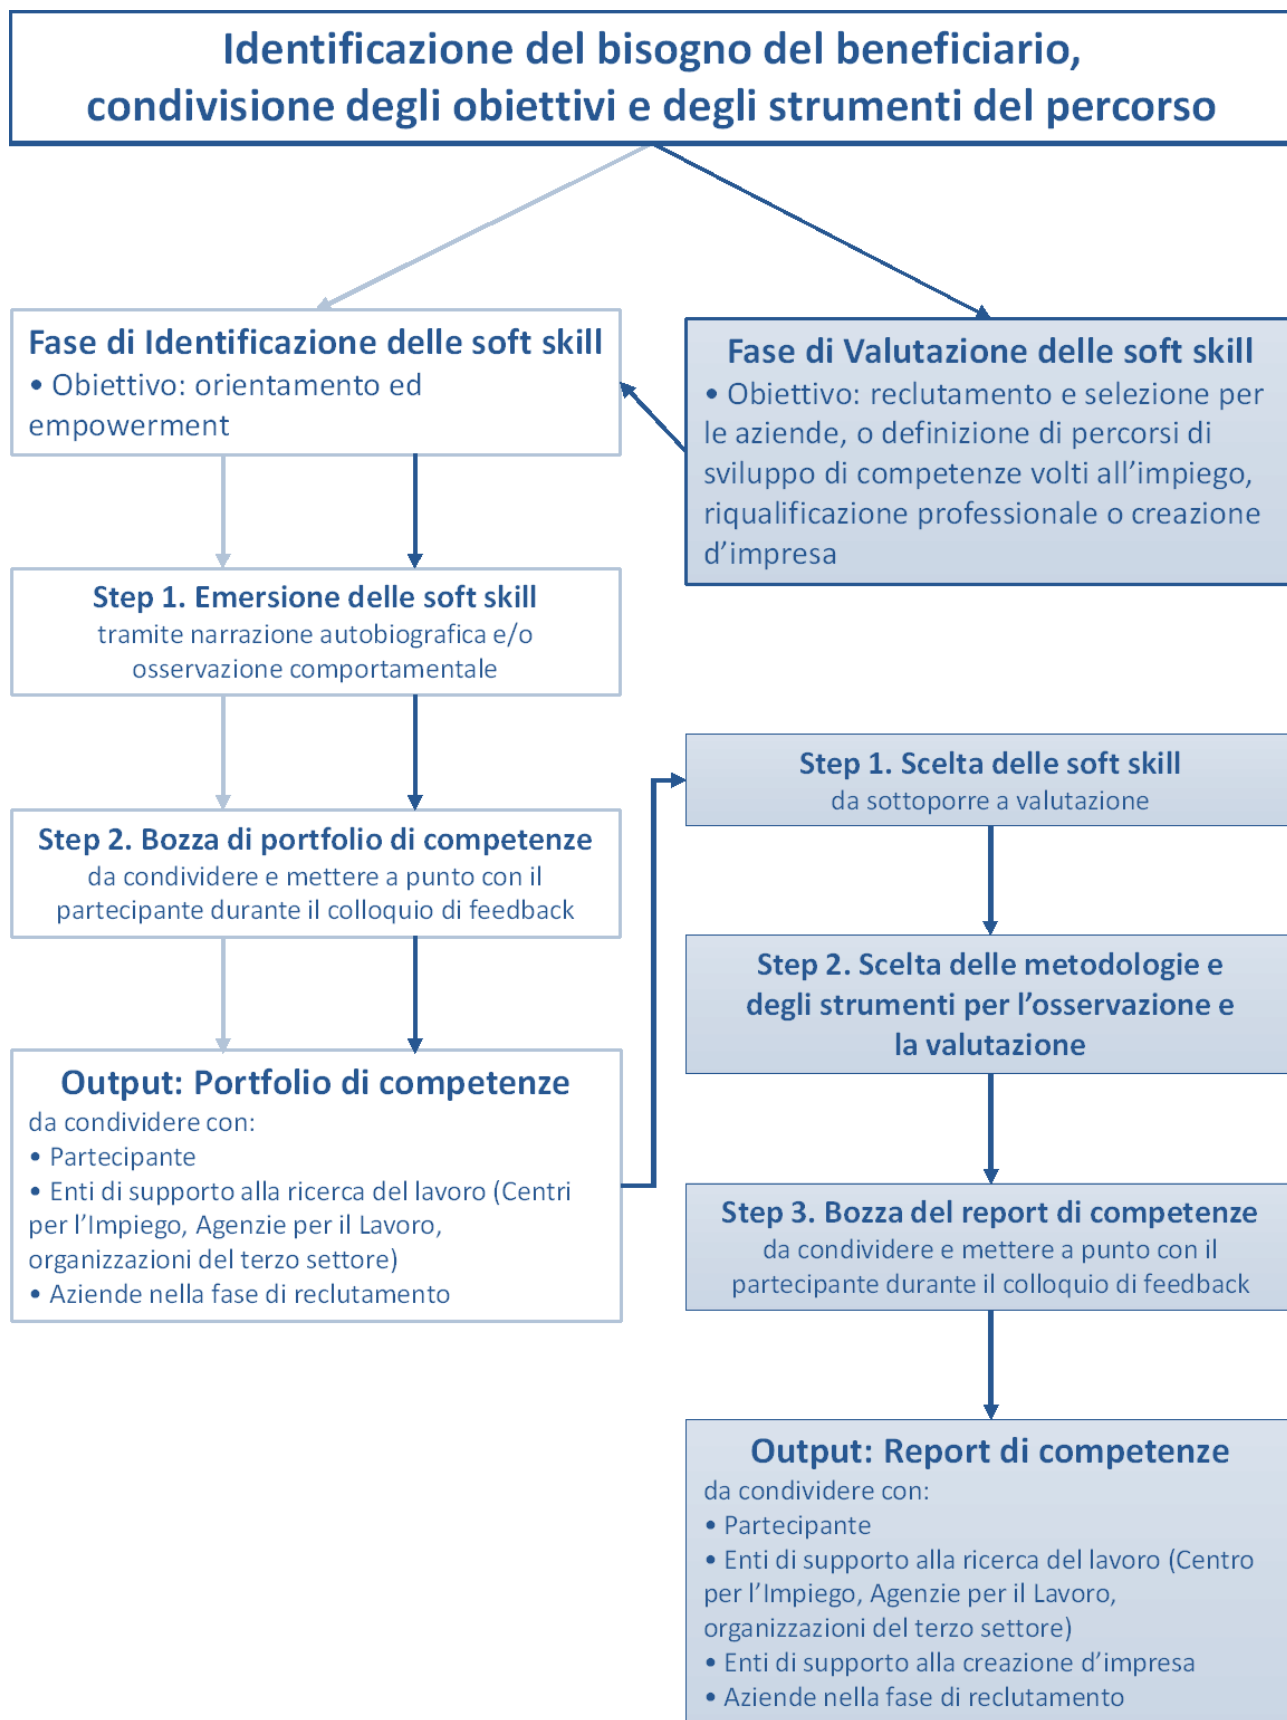 Identificazione del bisogno del beneficiario,
condivisione degli obiettivi e degli strumenti del percorso
Fase di Identificazione delle soft skill
• Obiettivo: orientamento ed
empowerment
Fase di Valutazione delle soft skill
• Obiettivo: reclutamento e selezione per
le aziende, o definizione di percorsi di
sviluppo di competenze volti all’impiego,
riqualificazione professionale o creazione
d’impresa
Step 1. Emersione delle soft skill
tramite narrazione autobiografica e/o
osservazione comportamentale
Step 2. Bozza di portfolio di competenze
da condividere e mettere a punto con il
partecipante durante il colloquio di feedback
Output: Portfolio di competenze
da condividere con:
• Partecipante
• Enti di supporto alla ricerca del lavoro (Centri
per l’Impiego, Agenzie per il Lavoro,
organizzazioni del terzo settore)
• Aziende nella fase di reclutamento
Step 1. Scelta delle soft skill
da sottoporre a valutazione
Step 2. Scelta delle metodologie e
degli strumenti per l’osservazione e
la valutazione
Step 3. Bozza del report di competenze
da condividere e mettere a punto con il
partecipante durante il colloquio di feedback
Output: Report di competenze
da condividere con:
• Partecipante
• Enti di supporto alla ricerca del lavoro (Centro
per l’Impiego, Agenzie per il Lavoro,
organizzazioni del terzo settore)
• Enti di supporto alla creazione d’impresa
• Aziende nella fase di reclutamento